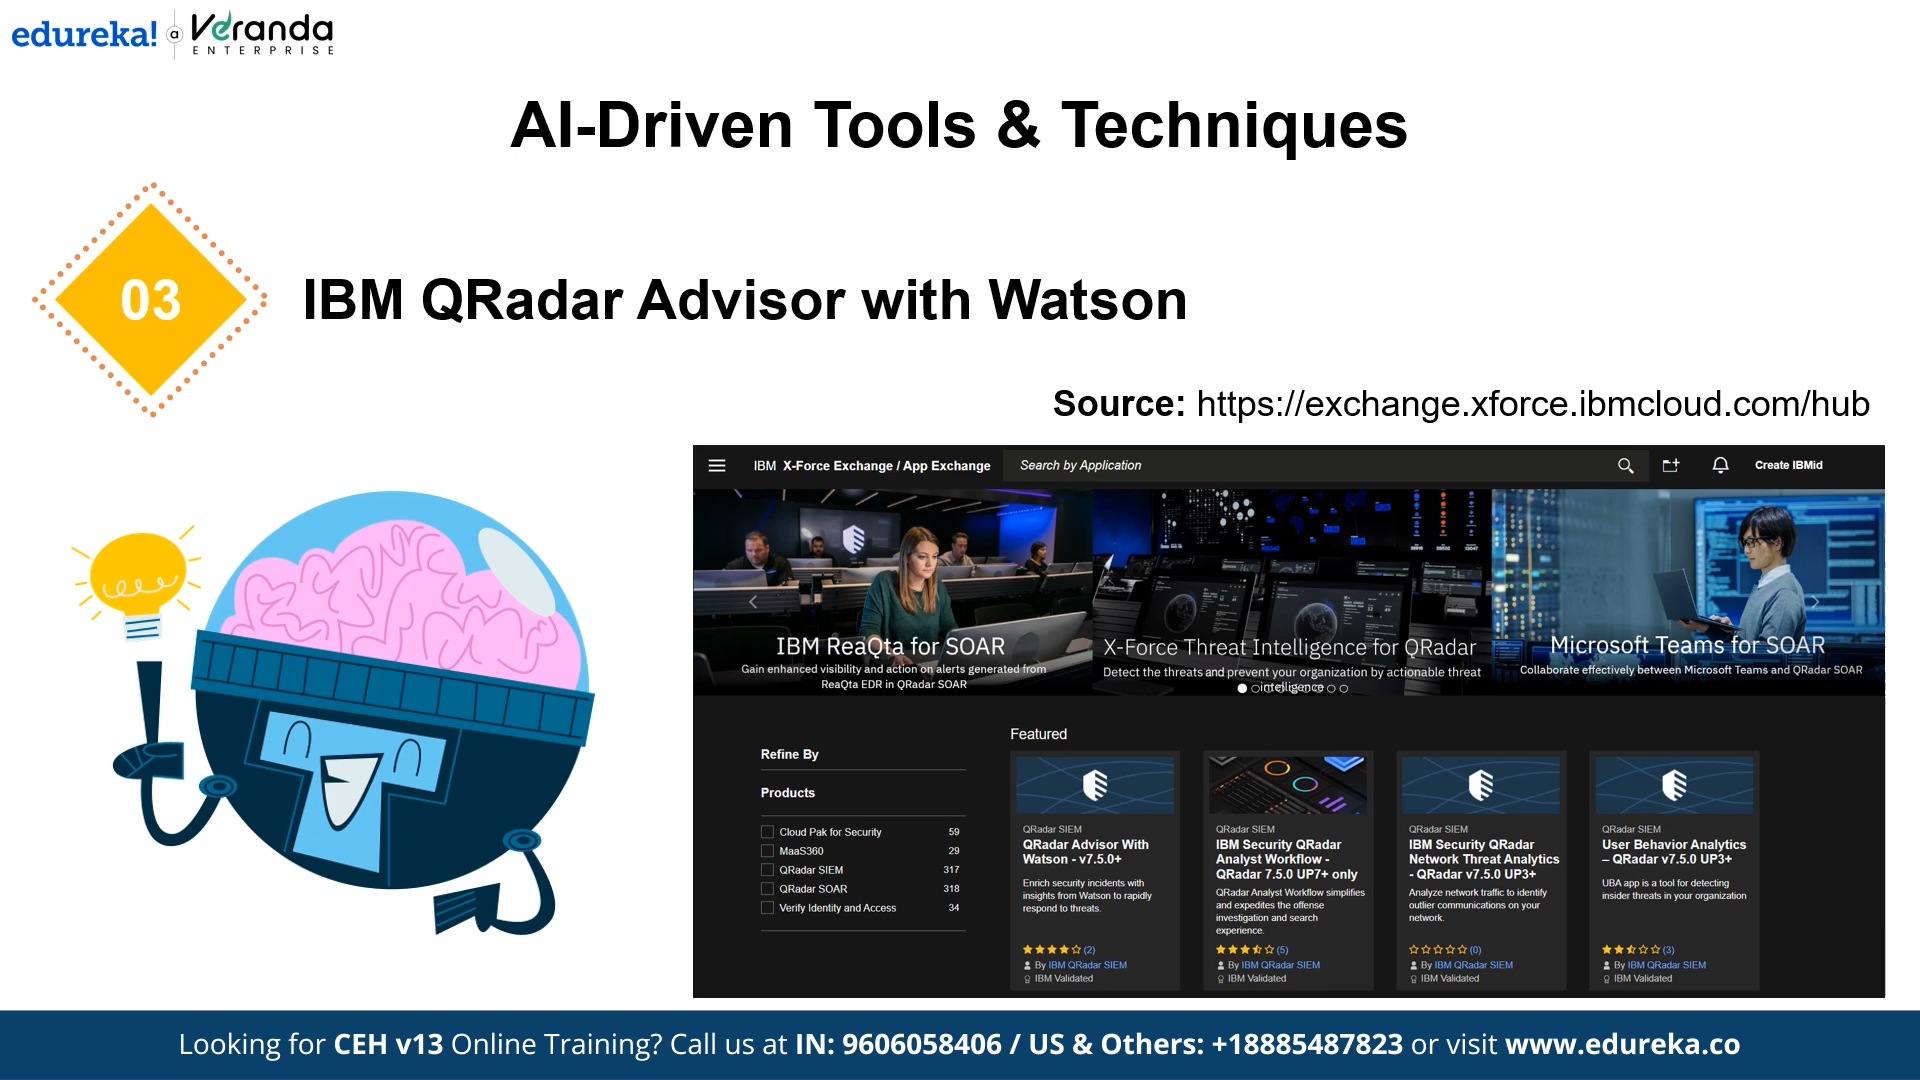 edureka! a Veranda
ENTERPRISE
AI-Driven Tools & Techniques
03
IBM QRadar Advisor with Watson
Source: https://exchange.xforce.ibmcloud.com/hub
IBM X-Force Exchange / App Exchange
Search by Application
Create IBMid
IBM ReaQta for SOAR
Gain enhanced visibility and action on alerts generated from
ReaQta EDR in QRadar SOAR
X-Force Threat Intelligence for QRadar
Detect the threats and prevent your organization by actionable threat
intelligence
Microsoft Teams for SOAR
Collaborate effectively between Microsoft Teams and QRadar SOAR
Refine By
Products
Cloud Pak for Security 59
MaaS360 29
QRadar SIEM 317
QRadar SOAR 318
Verify Identity and Access 34
Featured
QRadar SIEM
QRadar Advisor With
Watson - v7.5.0+
Enrich security incidents with
insights from Watson to rapidly
respond to threats.
(2)
By IBM QRadar SIEM
IBM Validated
QRadar SIEM
IBM Security QRadar
Analyst Workflow -
QRadar 7.5.0 UP7+ only
QRadar Analyst Workflow simplifies
and expedites the offense
investigation and search
experience.
(5)
By IBM QRadar SIEM
IBM Validated
QRadar SIEM
IBM Security QRadar
Network Threat Analytics
- QRadar v7.5.0 UP3+
Analyze network traffic to identify
outlier communications on your
network.
(0)
By IBM QRadar SIEM
IBM Validated
QRadar SIEM
User Behavior Analytics
– QRadar v7.5.0 UP3+
UBA app is a tool for detecting
insider threats in your organization
(3)
By IBM QRadar SIEM
IBM Validated
Looking for CEH v13 Online Training? Call us at IN: 9606058406 / US & Others: +18885487823 or visit www.edureka.co